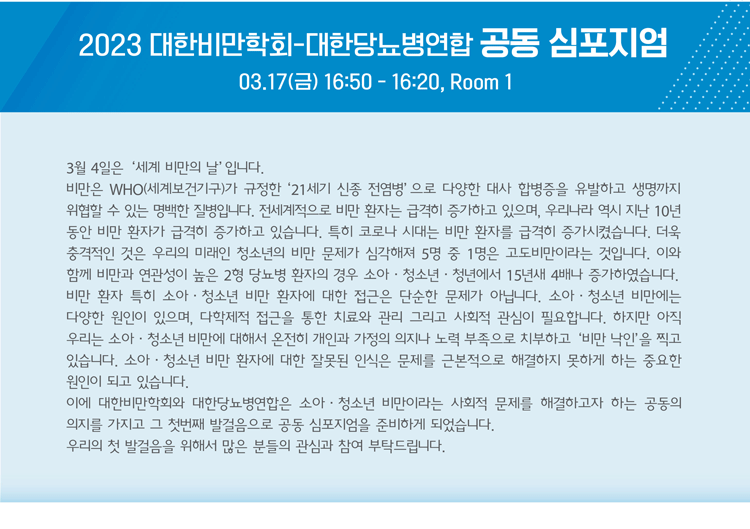 2023 대한비만학회-대한당뇨병연합 공동 심포지엄
03.17(금) 16:50 - 16:20, Room 1
3월 4일은 ‘세계 비만의 날’입니다.
비만은 WHO(세계보건기구)가 규정한 ‘21세기 신종 전염병’으로 다양한 대사 합병증을 유발하고 생명까지
위협할 수 있는 명백한 질병입니다. 전세계적으로 비만 환자는 급격히 증가하고 있으며, 우리나라 역시 지난 10년
동안 비만 환자가 급격히 증가하고 있습니다. 특히 코로나 시대는 비만 환자를 급격히 증가시켰습니다. 더욱
충격적인 것은 우리의 미래인 청소년의 비만 문제가 심각해져 5명 중 1명은 고도비만이라는 것입니다. 이와
함께 비만과 연관성이 높은 2형 당뇨병 환자의 경우 소아 · 청소년 · 청년에서 15년새 4배나 증가하였습니다.
비만 환자 특히 소아 · 청소년 비만 환자에 대한 접근은 단순한 문제가 아닙니다. 소아 · 청소년 비만에는
다양한 원인이 있으며, 다학제적 접근을 통한 치료와 관리 그리고 사회적 관심이 필요합니다. 하지만 아직
우리는 소아 · 청소년 비만에 대해서 온전히 개인과 가정의 의지나 노력 부족으로 치부하고 ‘비만 낙인’을 찍고
있습니다. 소아 · 청소년 비만 환자에 대한 잘못된 인식은 문제를 근본적으로 해결하지 못하게 하는 중요한
원인이 되고 있습니다.
이에 대한비만학회와 대한당뇨병연합은 소아 · 청소년 비만이라는 사회적 문제를 해결하고자 하는 공동의
의지를 가지고 그 첫번째 발걸음으로 공동 심포지엄을 준비하게 되었습니다.
우리의 첫 발걸음을 위해서 많은 분들의 관심과 참여 부탁드립니다.